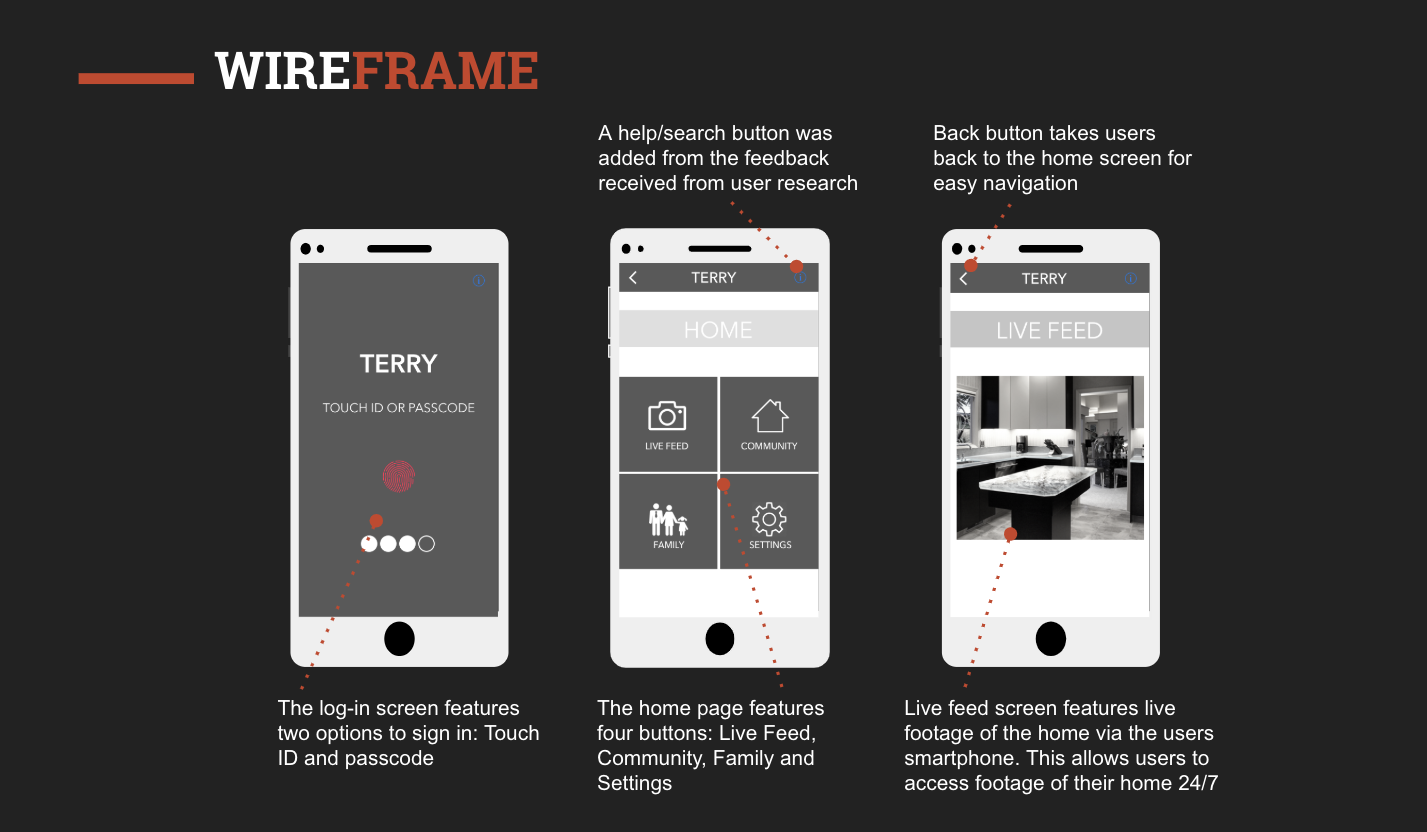 WIREFRAME
A help/search button was
added from the feedback
received from user research
Back button takes users
back to the home screen for
easy navigation
TERRY
TOUCH ID OR PASSCODE
TERRY
HOME
LIVE FEED
COMMUNITY
FAMILY
SETTINGS
TERRY
LIVE FEED
The log-in screen features
two options to sign in: Touch
ID and passcode
The home page features
four buttons: Live Feed,
Community, Family and
Settings
Live feed screen features live
footage of the home via the users
smartphone. This allows users to
access footage of their home 24/7